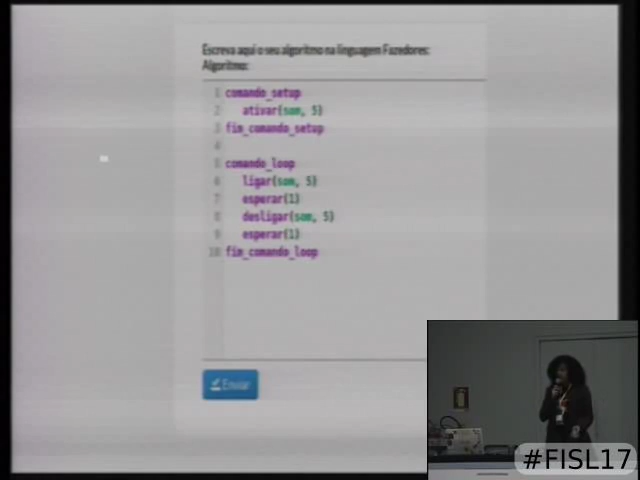 Escreva aqui o seu algoritmo na linguagem Fazedores:
Algoritmo:
1 comando_setup
2 ativar(som, 5)
3 fim_comando_setup
4
5 comando_loop
6 ligar(som, 5)
7 esperar(1)
8 desligar(som, 5)
9 esperar(1)
10 fim_comando_loop
Enviar
#FISL17